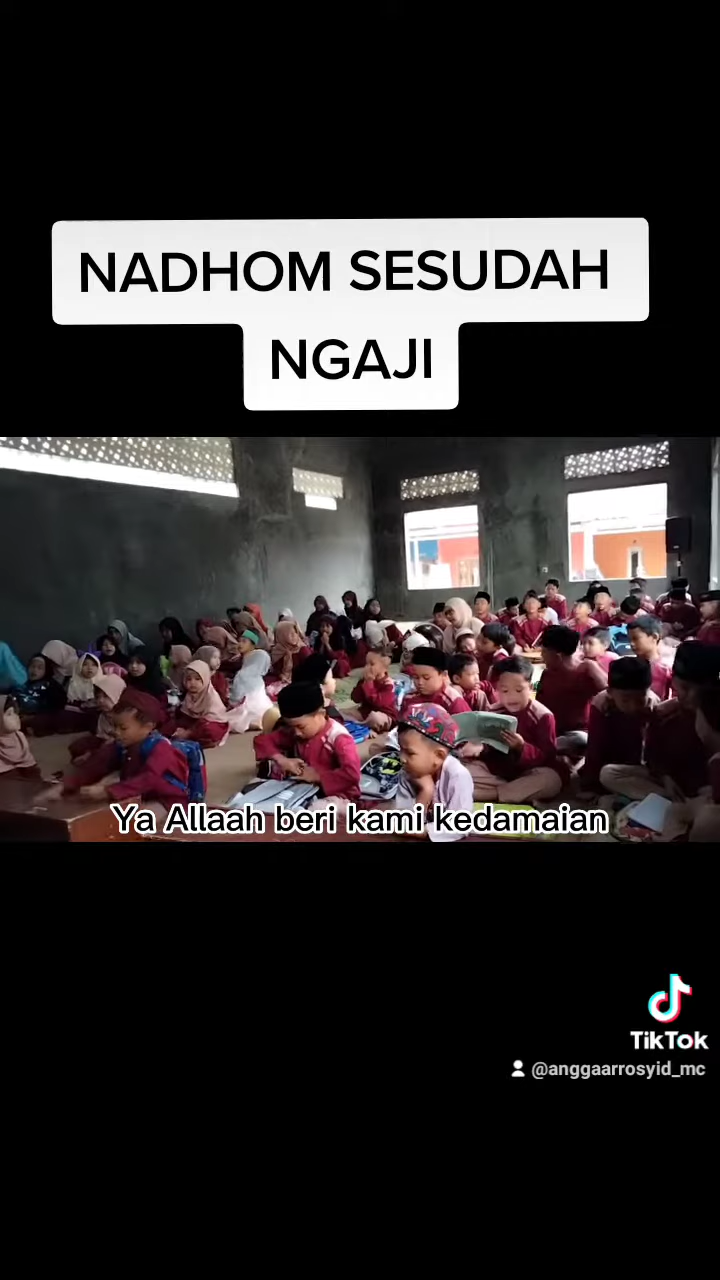 NADHOM SESUDAH
NGAJI
Ya Allaah beri kami kedamaian
TikTok
@anggaarrosyid_mc